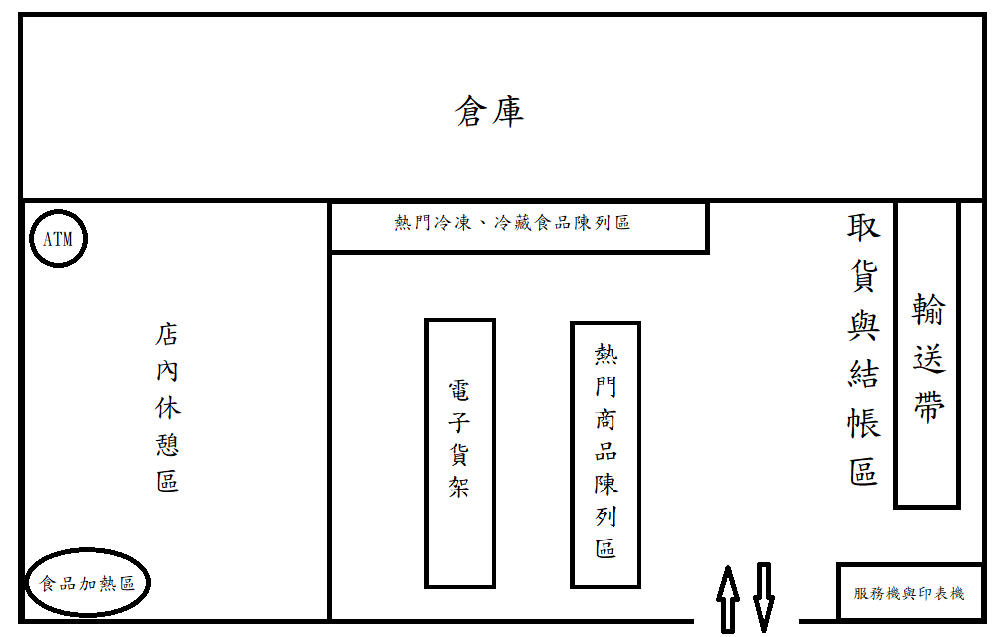 倉庫
ATM
熱門冷凍、冷藏食品陳列區
取貨與結帳區
輸送帶
店內休憩區
電子貨架
熱門商品陳列區
食品加熱區
服務機與印表機